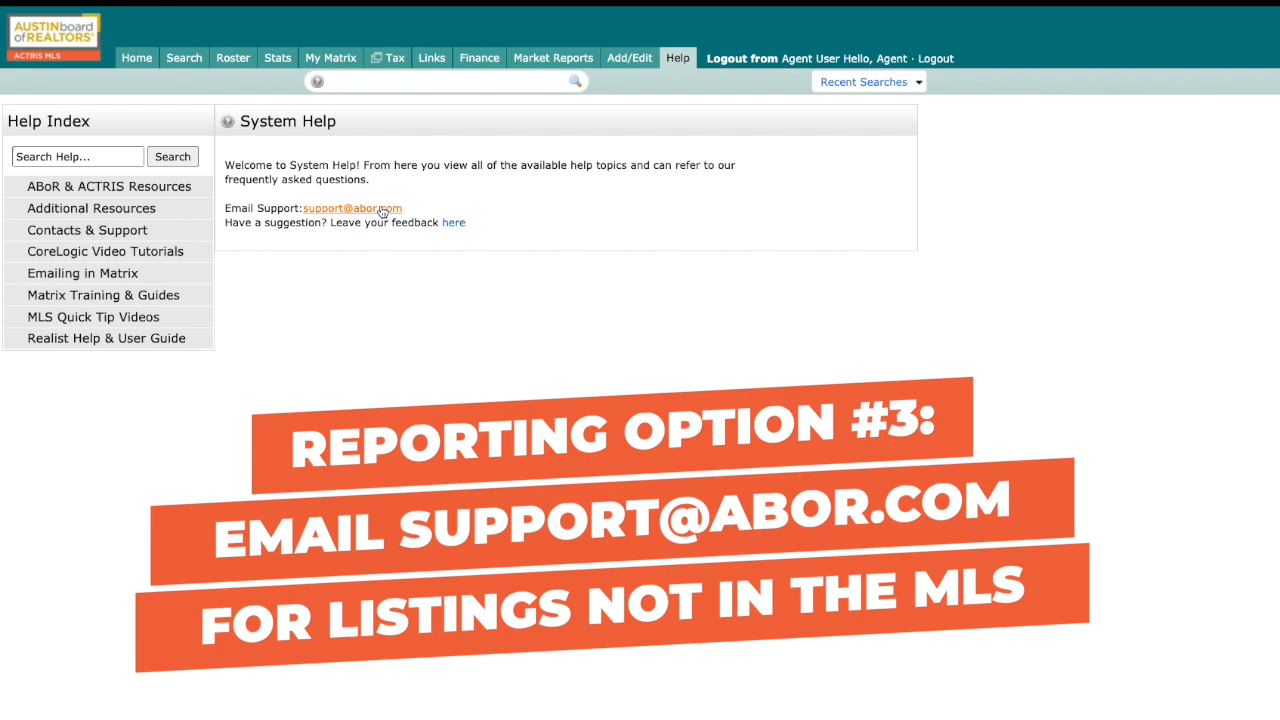 AUSTINboard
ofREALTORS®
ACTRIS MLS
Home Search Roster Stats My Matrix Tax Links Finance Market Reports Add/Edit Help Logout from Agent User Hello, Agent · Logout
Recent Searches
Help Index
Search Help... Search
ABoR & ACTRIS Resources
Additional Resources
Contacts & Support
CoreLogic Video Tutorials
Emailing in Matrix
Matrix Training & Guides
MLS Quick Tip Videos
Realist Help & User Guide
System Help
Welcome to System Help! From here you view all of the available help topics and can refer to our
frequently asked questions.
Email Support:support@abor.com
Have a suggestion? Leave your feedback here
REPORTING OPTION #3:
EMAIL SUPPORT@ABOR.COM
FOR LISTINGS NOT IN THE MLS